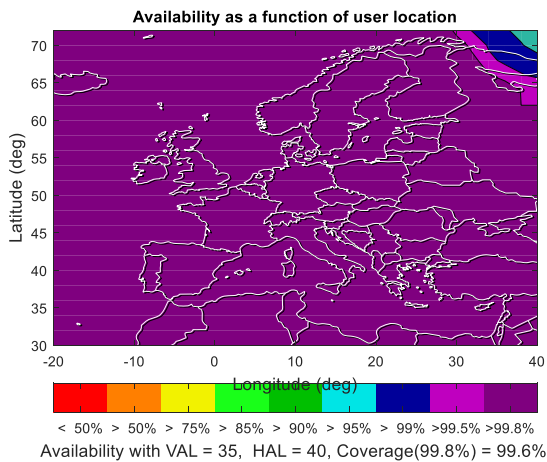 Availability as a function of user location
70
65
60
55
50
45
40
35
30
Latitude (deg)
-20 -10 0 10 20 30 40
Longitude (deg)
< 50% > 50% > 75% > 85% > 90% > 95% > 99% >99.5% >99.8%
Availability with VAL = 35, HAL = 40, Coverage(99.8%) = 99.6%